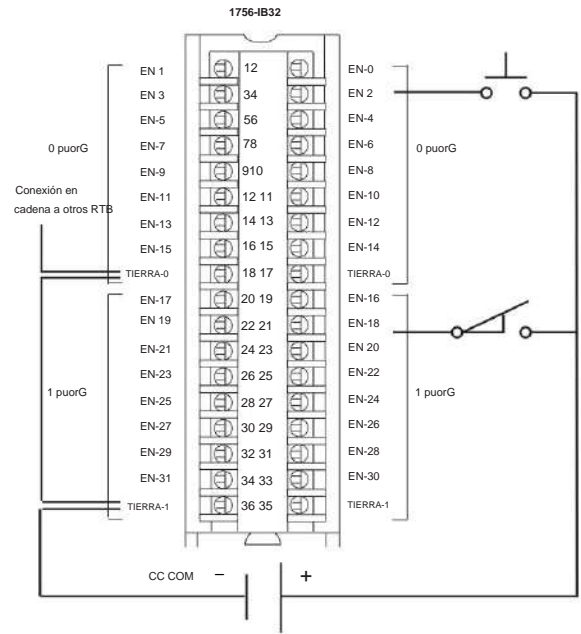 1756-IB32
EN 1 12 EN-0
EN 3 34 EN 2
EN-5 56 EN-4
EN-7 78 EN-6
0 puorG 0 puorG
EN-9 910 EN-8
Conexión en
cadena a otros RTB
EN-11 12 11 EN-10
EN-13 14 13 EN-12
EN-15 16 15 EN-14
TIERRA-0 18 17 TIERRA-0
EN-17 20 19 EN-16
EN 19 22 21 EN-18
EN-21 24 23 EN 20
EN-23 26 25 EN-22
1 puorG 1 puorG
EN-25 28 27 EN-24
EN-27 30 29 EN-26
EN-29 32 31 EN-28
EN-31 34 33 EN-30
TIERRA-1 36 35 TIERRA-1
CC COM − +